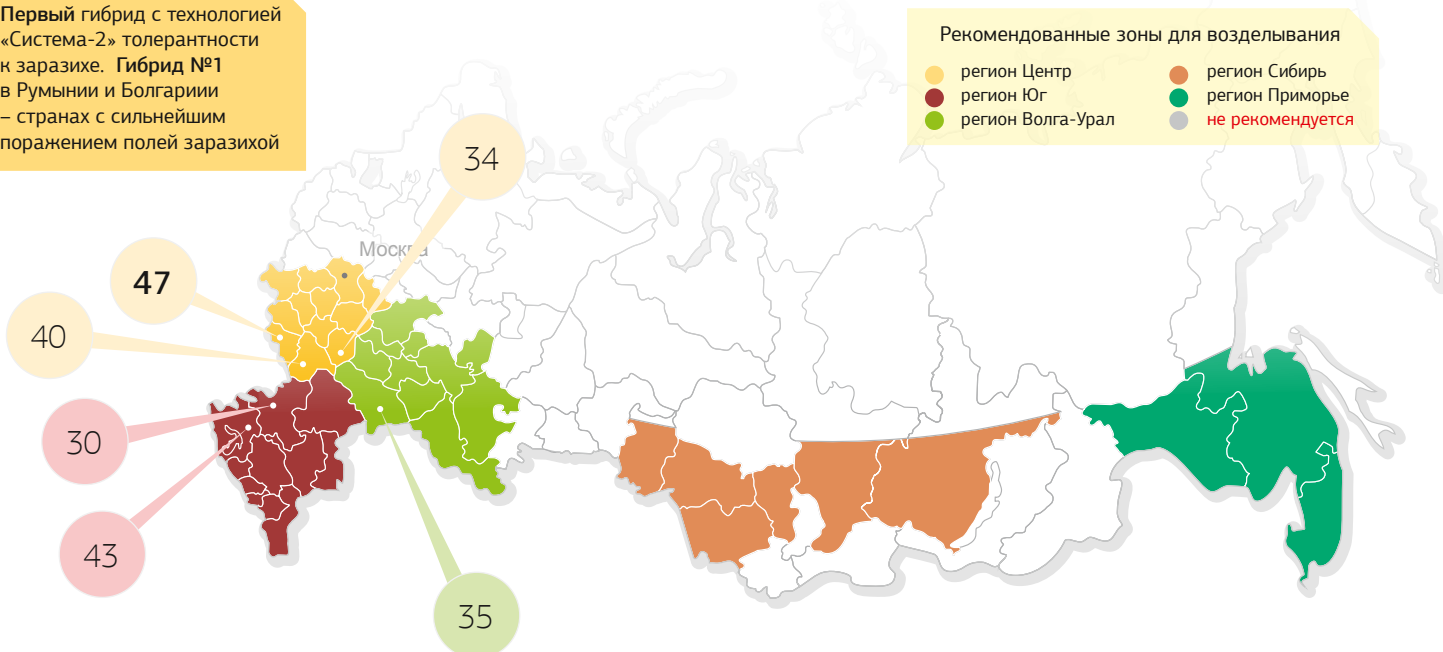 Первый гибрид с технологией
«Система-2» толерантности
к заразихе. Гибрид №1
в Румынии и Болгариии
– странах с сильнейшим
поражением полей заразихой
Рекомендованные зоны для возделывания
регион Центр
регион Юг
регион Волга-Урал
регион Сибирь
регион Приморье
не рекомендуется
34
Москва
47
40
30
43
35